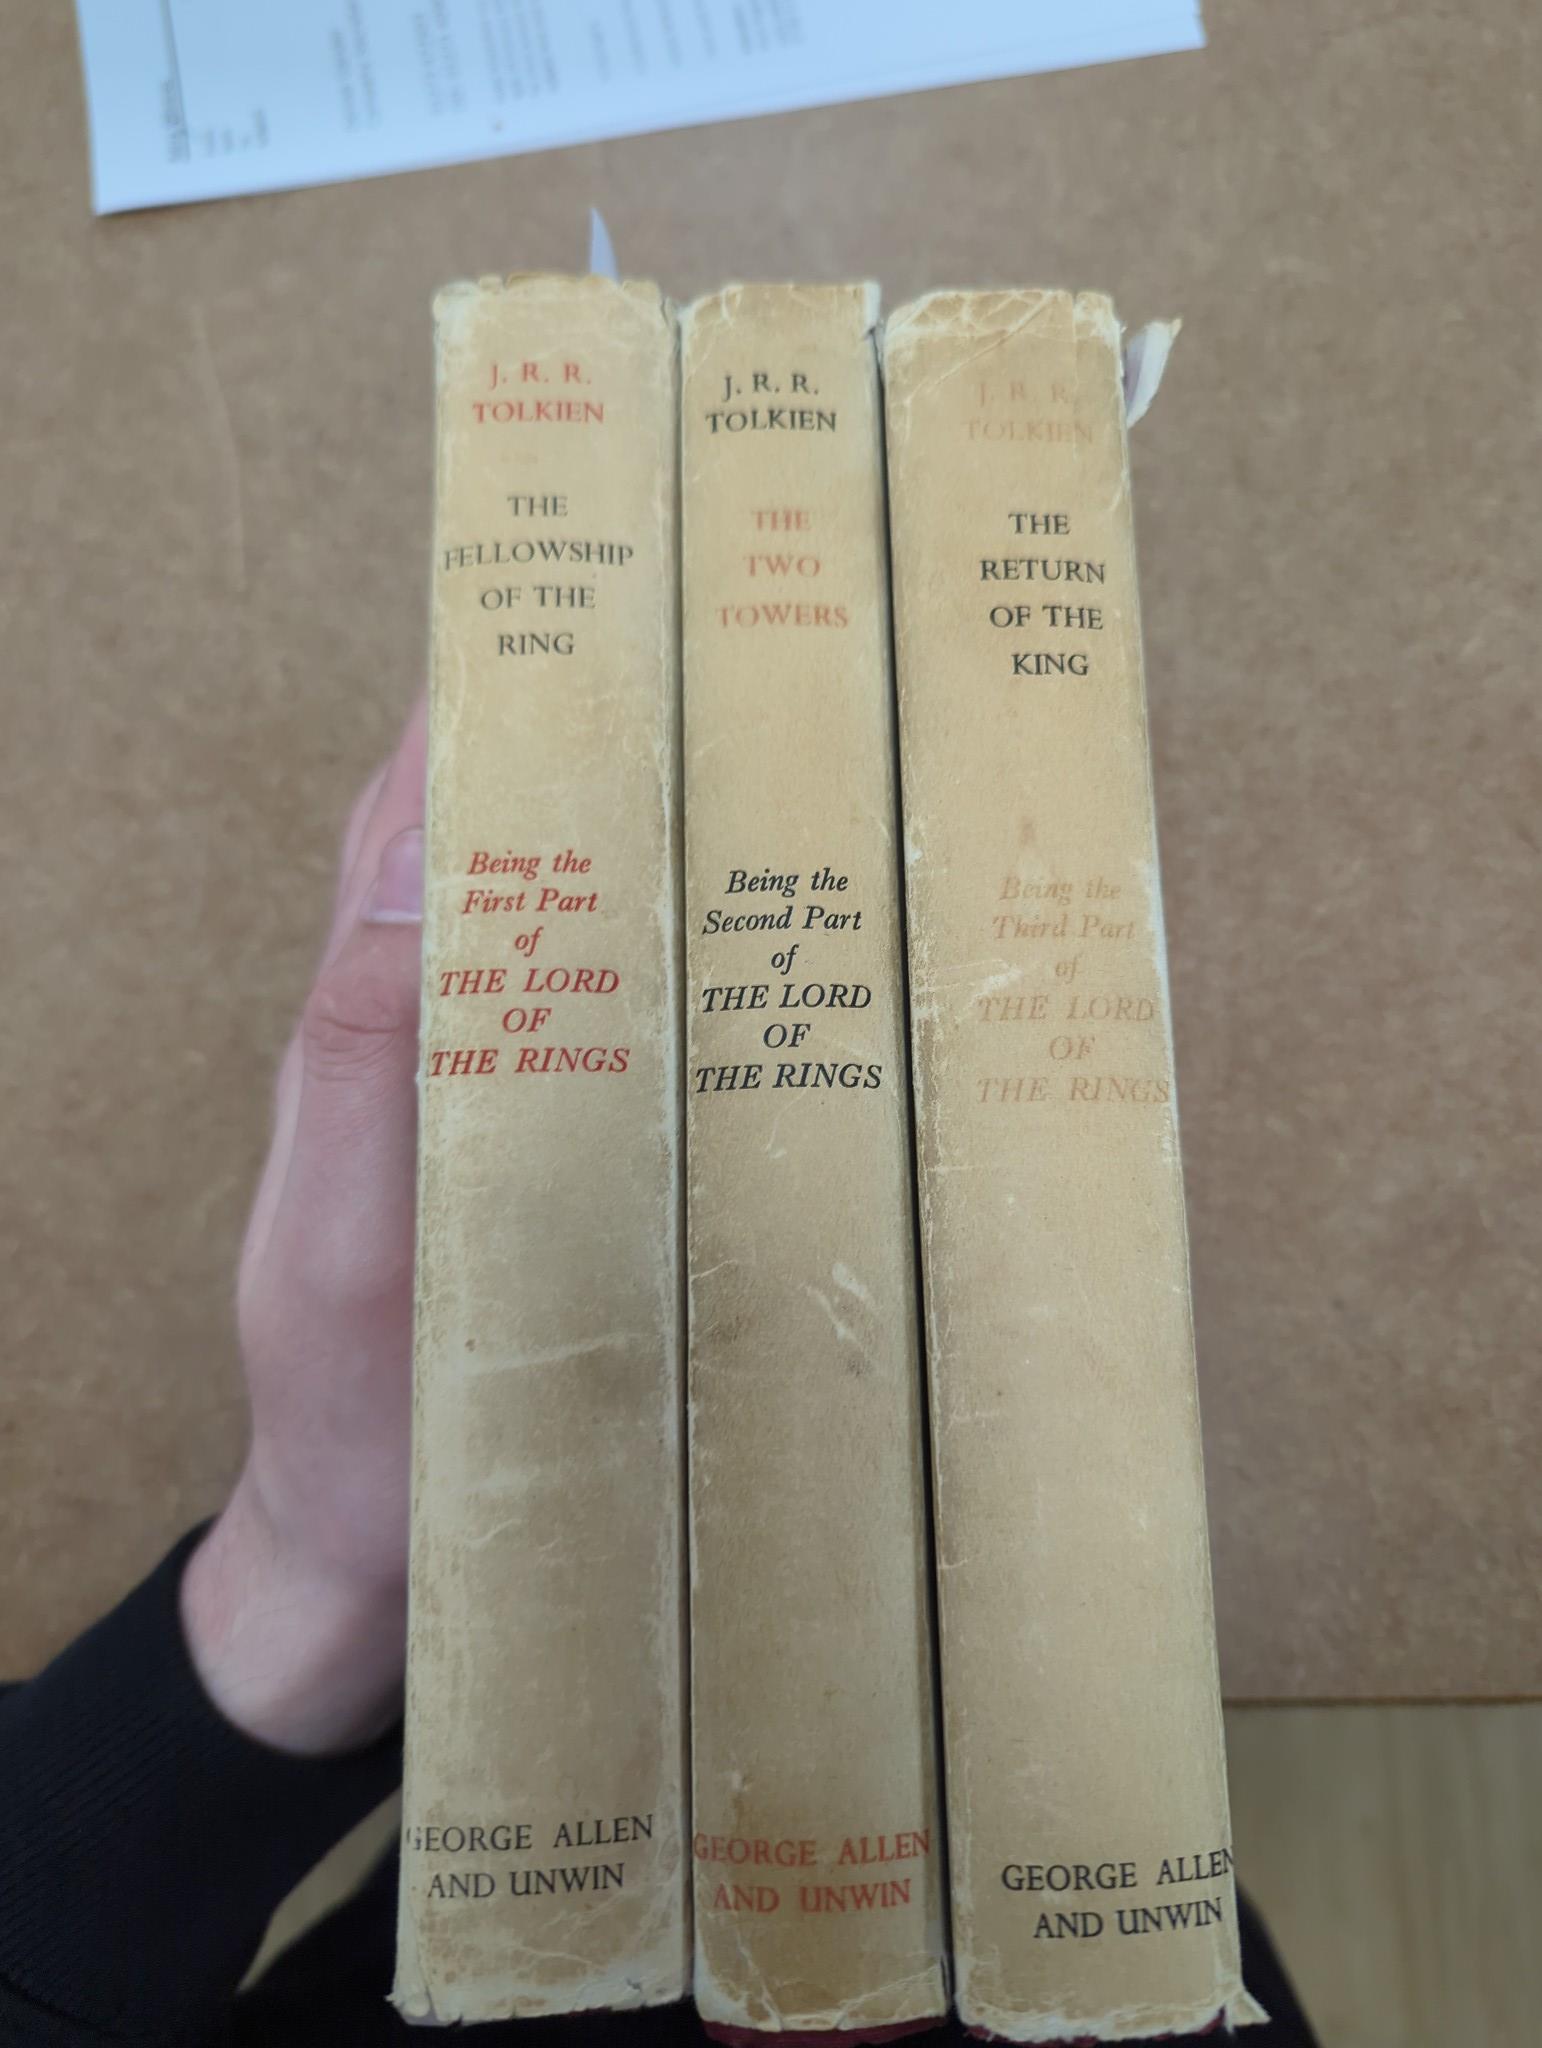 J. R. R.
TOLKIEN
THE
FELLOWSHIP
OF THE
RING
Being the
First Part
of
THE LORD
OF
THE RINGS
GEORGE ALLEN
AND UNWIN
J. R. R.
TOLKIEN
THE
TWO
TOWERS
Being the
Second Part
of
THE LORD
OF
THE RINGS
GEORGE ALLEN
AND UNWIN
J. R. R.
TOLKIEN
THE
RETURN
OF THE
KING
Being the
Third Part
of
THE LORD
OF
THE RINGS
GEORGE ALLEN
AND UNWIN